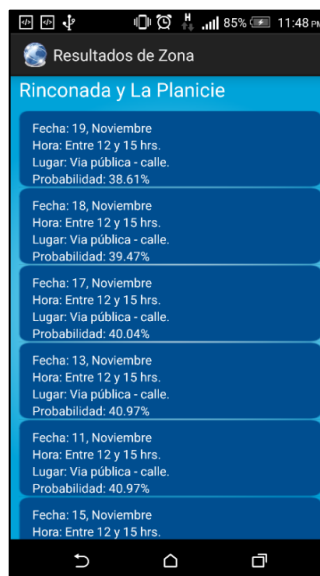 H 85% 11:48 PM
Resultados de Zona
Rinconada y La Planicie
Fecha: 19, Noviembre
Hora: Entre 12 y 15 hrs.
Lugar: Via pública - calle.
Probabilidad: 38.61%
Fecha: 18, Noviembre
Hora: Entre 12 y 15 hrs.
Lugar: Via pública - calle.
Probabilidad: 39.47%
Fecha: 17, Noviembre
Hora: Entre 12 y 15 hrs.
Lugar: Via pública - calle.
Probabilidad: 40.04%
Fecha: 13, Noviembre
Hora: Entre 12 y 15 hrs.
Lugar: Via pública - calle.
Probabilidad: 40.97%
Fecha: 11, Noviembre
Hora: Entre 12 y 15 hrs.
Lugar: Via pública - calle.
Probabilidad: 40.97%
Fecha: 15, Noviembre
Hora: Entre 12 y 15 hrs.